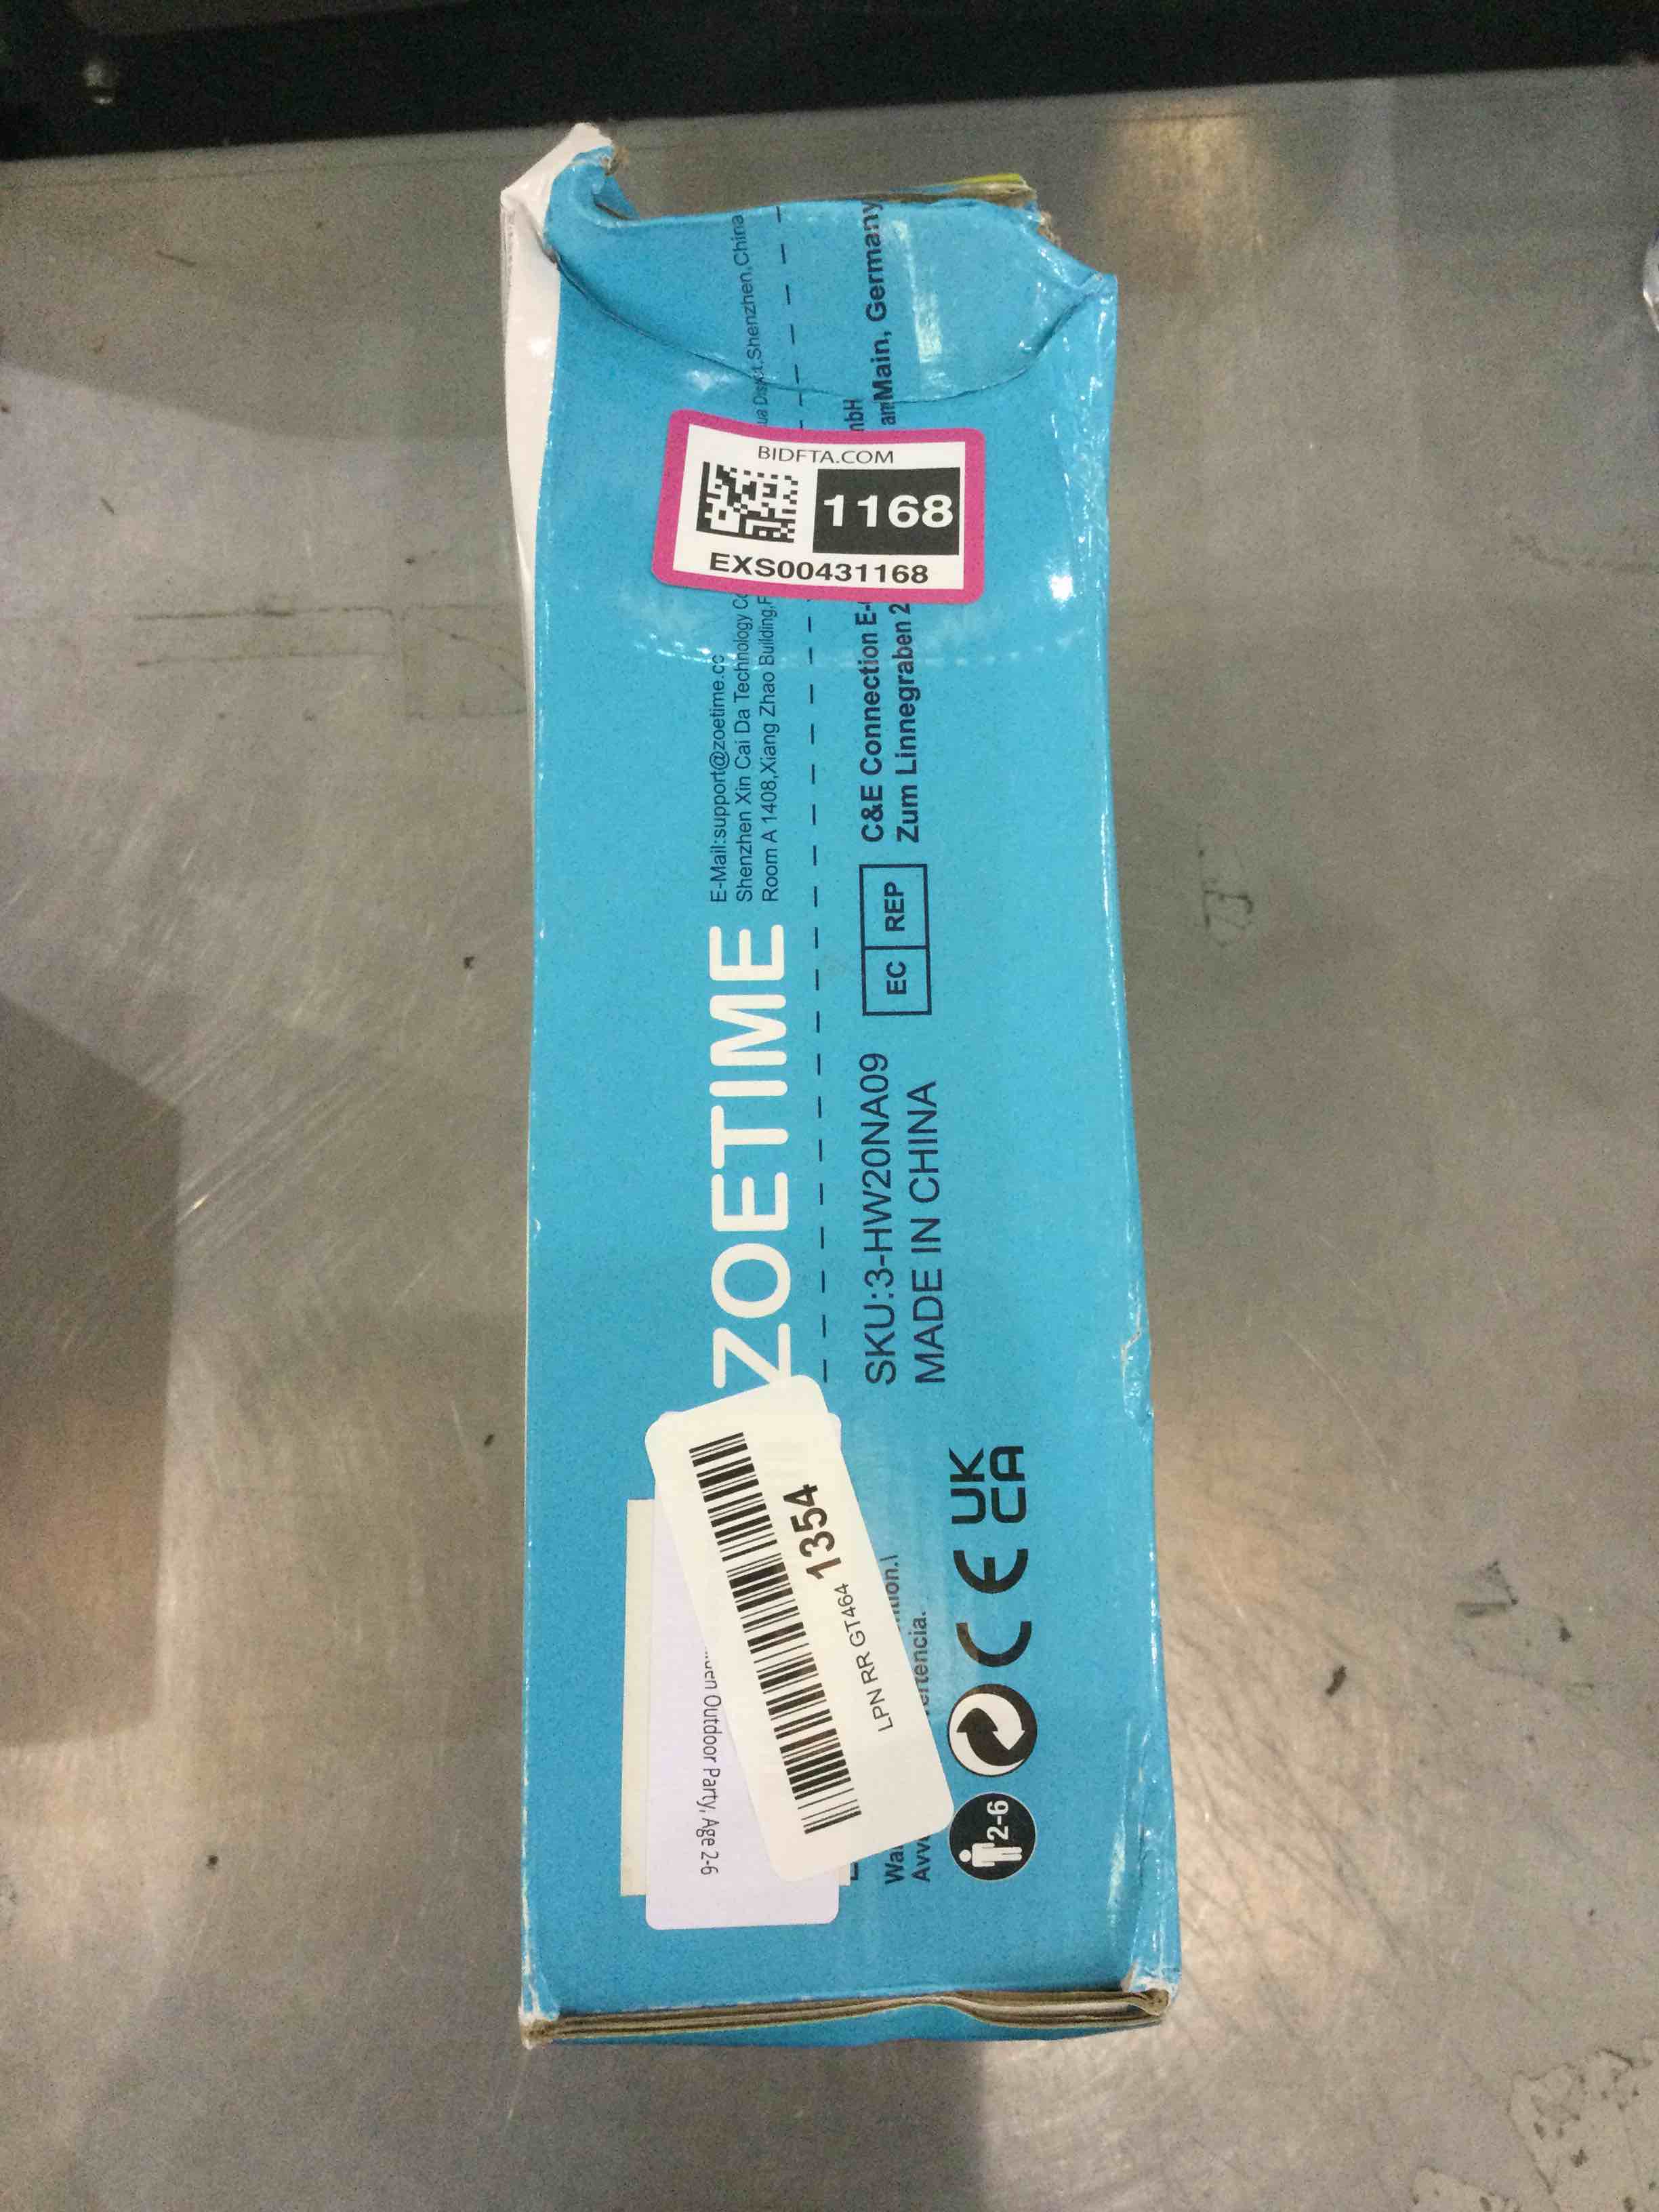 BIDFTA.COM
1168
EXS00431168
ZOETIME
E-Mail:support@zoetime.cc
Shenzhen Xin Cai Da Technology
Room A 1408,Xiang Zhao Building,
Shenzhen,China
SKU:3-HW20NA09
MADE IN CHINA
EC REP
C&E Connection E-
Zum Linnegraben 2
Main, Germany
Outdoor Party, Age 2-6
LPN RR GT464 1354
2-6
CE
UK
CA